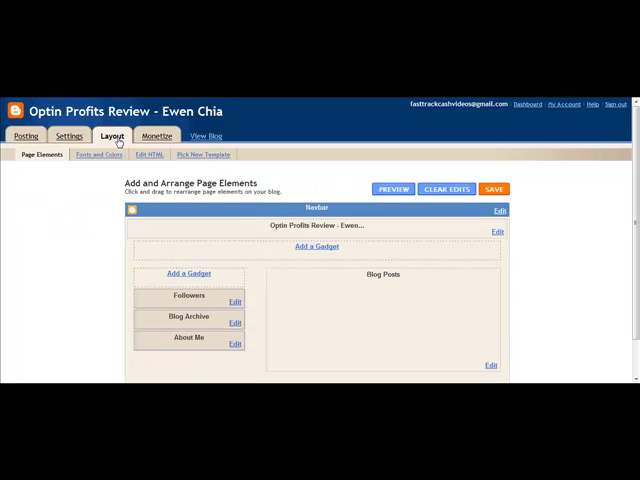 Optin Profits Review - Ewen Chia
fasttrackcashvideos@gmail.com Dashboard My Account Help Sign out
Posting Settings Layout Monetize View Blog
Page Elements Fonts and Colors Edit HTML Pick New Template
Add and Arrange Page Elements
Click and drag to rearrange page elements on your blog.
PREVIEW CLEAR EDITS SAVE
Navbar
Edit
Optin Profits Review - Ewen...
Edit
Add a Gadget
Add a Gadget
Followers
Edit
Blog Archive
Edit
About Me
Edit
Blog Posts
Edit